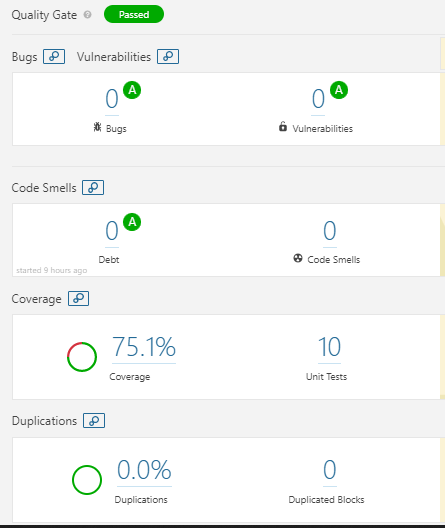 Quality Gate ? Passed
Bugs Vulnerabilities
0 A 0 A
Bugs Vulnerabilities
Code Smells
0 A 0
Debt Code Smells
started 9 hours ago
Coverage
75.1% 10
Coverage Unit Tests
Duplications
0.0% 0
Duplications Duplicated Blocks